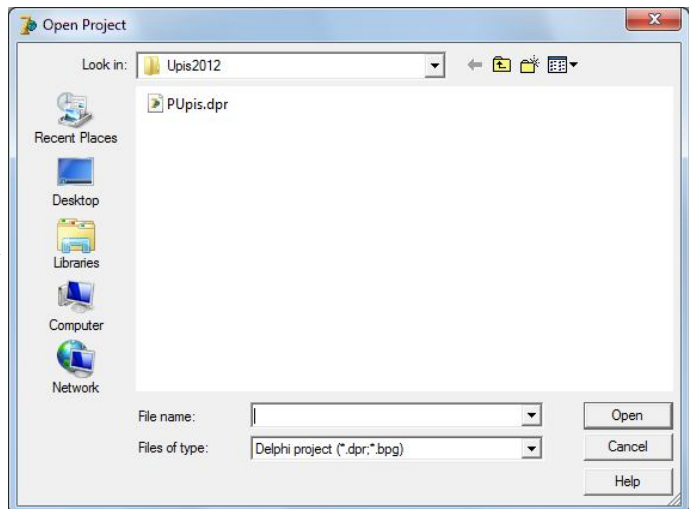 Open Project
Look in: Upis2012
PUpis.dpr
Recent Places
Desktop
Libraries
Computer
Network
File name:
Open
Files of type: Delphi project (*.dpr;*.bpg)
Cancel
Help